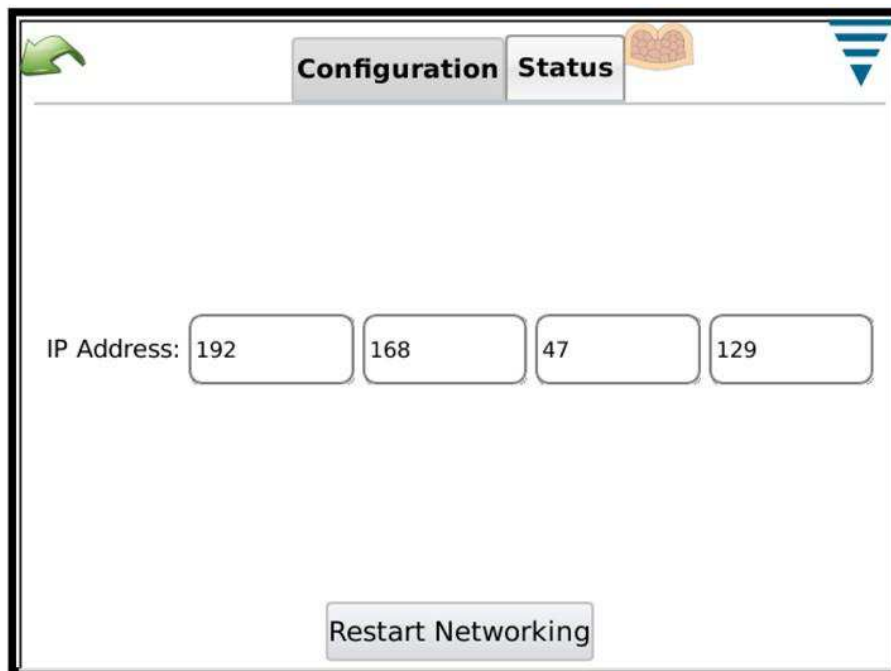 Configuration Status
IP Address: 192 168 47 129
Restart Networking